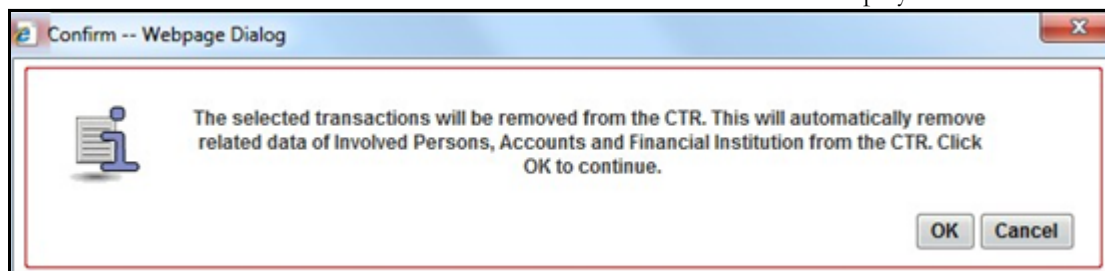 Confirm -- Webpage Dialog
The selected transactions will be removed from the CTR. This will automatically remove
related data of Involved Persons, Accounts and Financial Institution from the CTR. Click
OK to continue.
OK Cancel